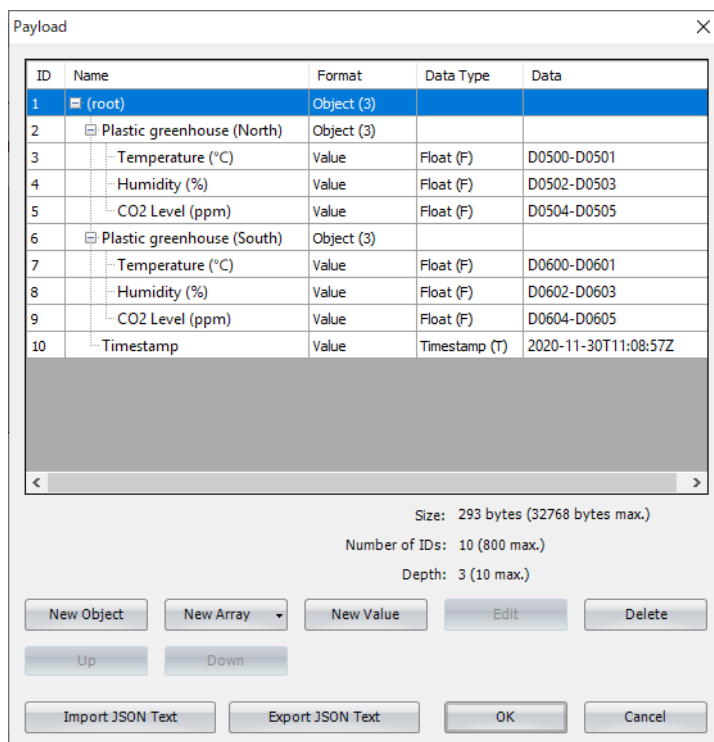 Payload
ID Name Format Data Type Data
1 (root) Object (3)
2 Plastic greenhouse (North) Object (3)
3 Temperature (°C) Value Float (F) D0500-D0501
4 Humidity (%) Value Float (F) D0502-D0503
5 CO2 Level (ppm) Value Float (F) D0504-D0505
6 Plastic greenhouse (South) Object (3)
7 Temperature (°C) Value Float (F) D0600-D0601
8 Humidity (%) Value Float (F) D0602-D0603
9 CO2 Level (ppm) Value Float (F) D0604-D0605
10 Timestamp Value Timestamp (T) 2020-11-30T11:08:57Z
Size: 293 bytes (32768 bytes max.)
Number of IDs: 10 (800 max.)
Depth: 3 (10 max.)
New Object New Array New Value Edit Delete
Up Down
Import JSON Text Export JSON Text OK Cancel